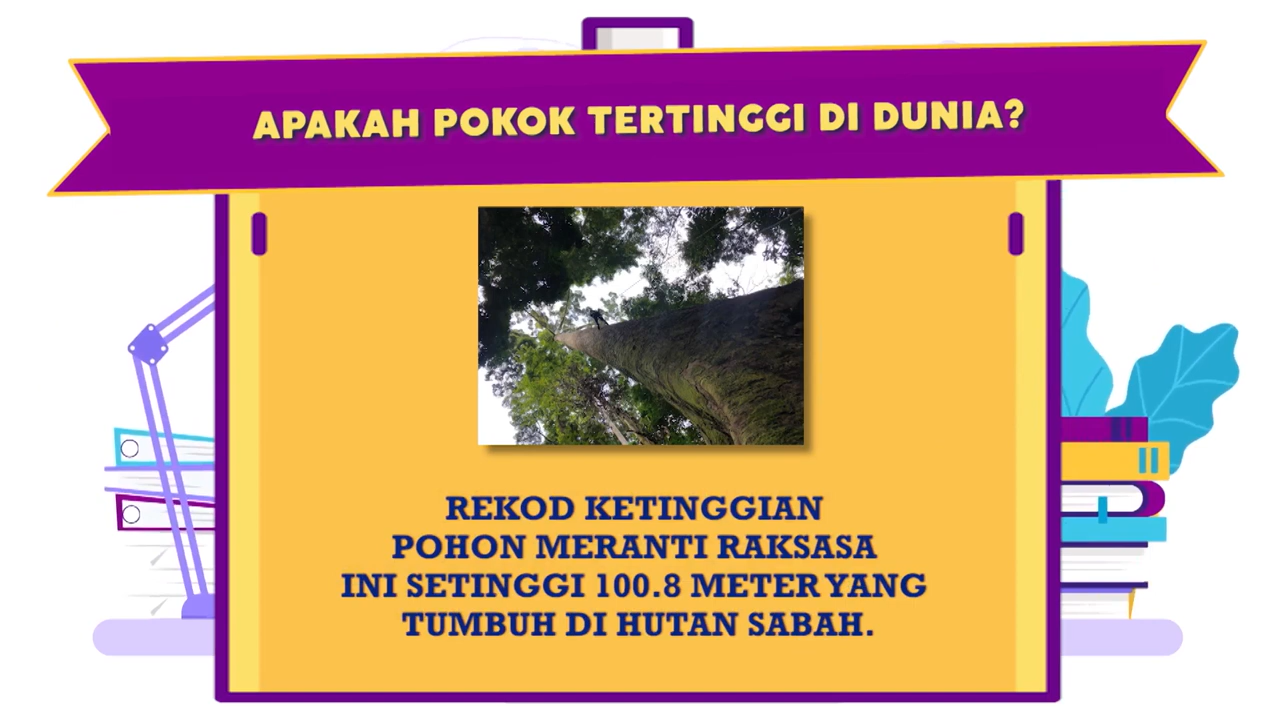 APAKAH POKOK TERTINGGI DI DUNIA?
REKOD KETINGGIAN
POHON MERANTI RAKSASA
INI SETINGGI 100.8 METER YANG
TUMBUH DI HUTAN SABAH.